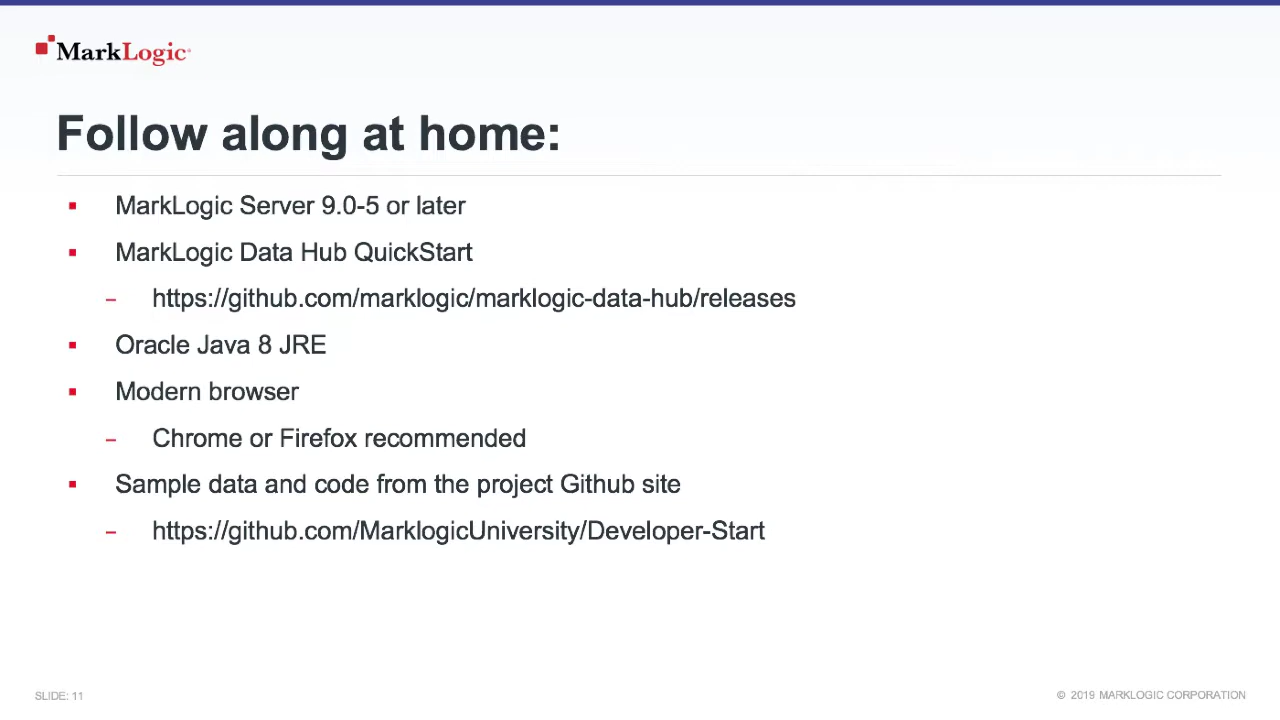 MarkLogic
Follow along at home:
▪ MarkLogic Server 9.0-5 or later
▪ MarkLogic Data Hub QuickStart
– https://github.com/marklogic/marklogic-data-hub/releases
▪ Oracle Java 8 JRE
▪ Modern browser
– Chrome or Firefox recommended
▪ Sample data and code from the project Github site
– https://github.com/MarklogicUniversity/Developer-Start
SLIDE: 11
© 2019 MARKLOGIC CORPORATION